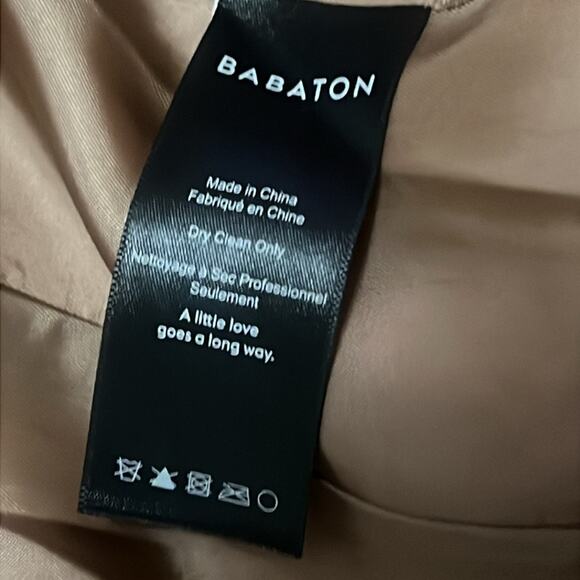 BABATON
Made in China
Fabriqué en Chine
Dry Clean Only
Nettoyage à Sec Professionnel
Seulement
A little love
goes a long way.